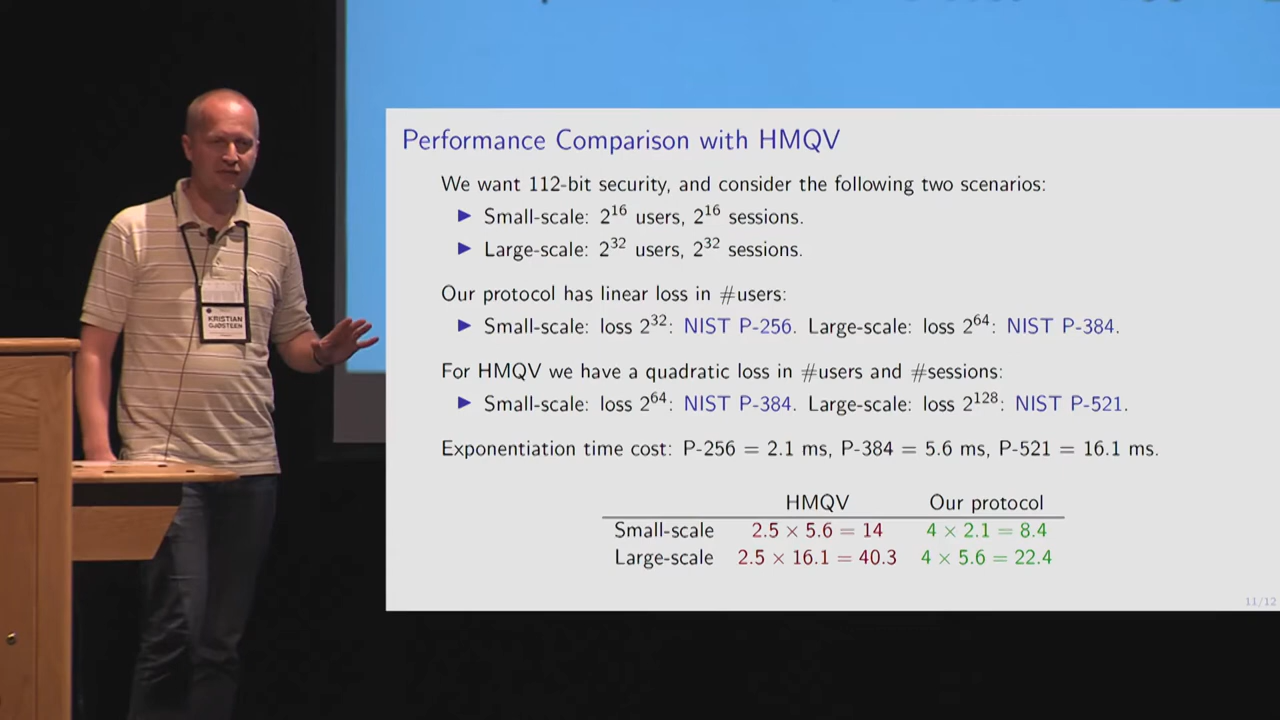 KRISTIAN
GJØSTEEN
Performance Comparison with HMQV
We want 112-bit security, and consider the following two scenarios:
▶ Small-scale: 2^16 users, 2^16 sessions.
▶ Large-scale: 2^32 users, 2^32 sessions.
Our protocol has linear loss in #users:
▶ Small-scale: loss 2^32: NIST P-256. Large-scale: loss 2^64: NIST P-384.
For HMQV we have a quadratic loss in #users and #sessions:
▶ Small-scale: loss 2^64: NIST P-384. Large-scale: loss 2^128: NIST P-521.
Exponentiation time cost: P-256 = 2.1 ms, P-384 = 5.6 ms, P-521 = 16.1 ms.
HMQV Our protocol
Small-scale 2.5 × 5.6 = 14 4 × 2.1 = 8.4
Large-scale 2.5 × 16.1 = 40.3 4 × 5.6 = 22.4
11/12